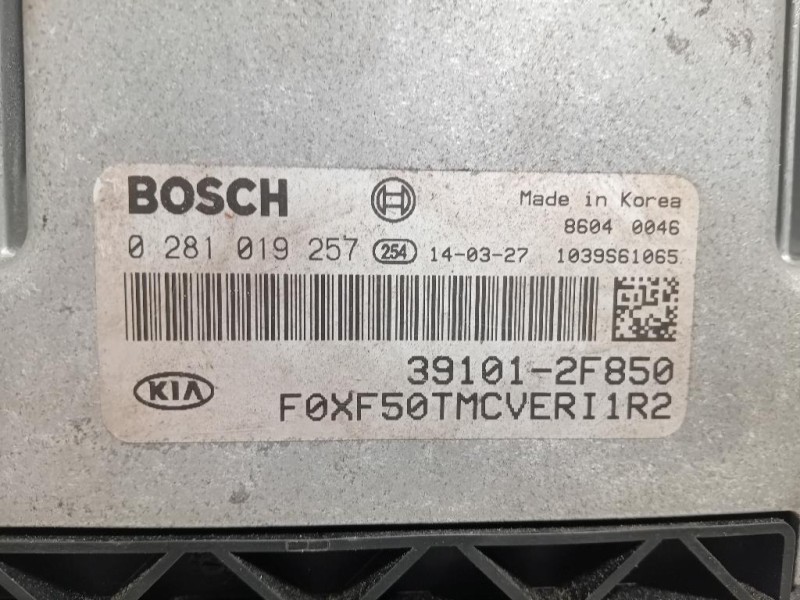 BOSCH
Made in Korea
8604 0046
0 281 019 257 254 14-03-27 1039S61065
39101-2F850
KIA
F0XF50TMCVERI1R2